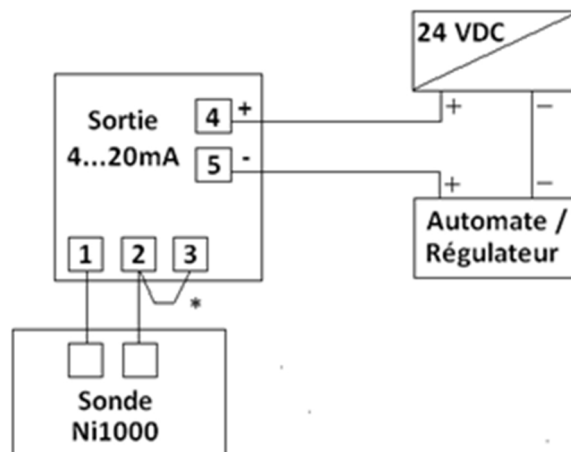 24 VDC
+ −
Sortie
4...20mA
4 +
5 -
+ −
Automate /
Régulateur
1 2 3
*
Sonde
Ni1000